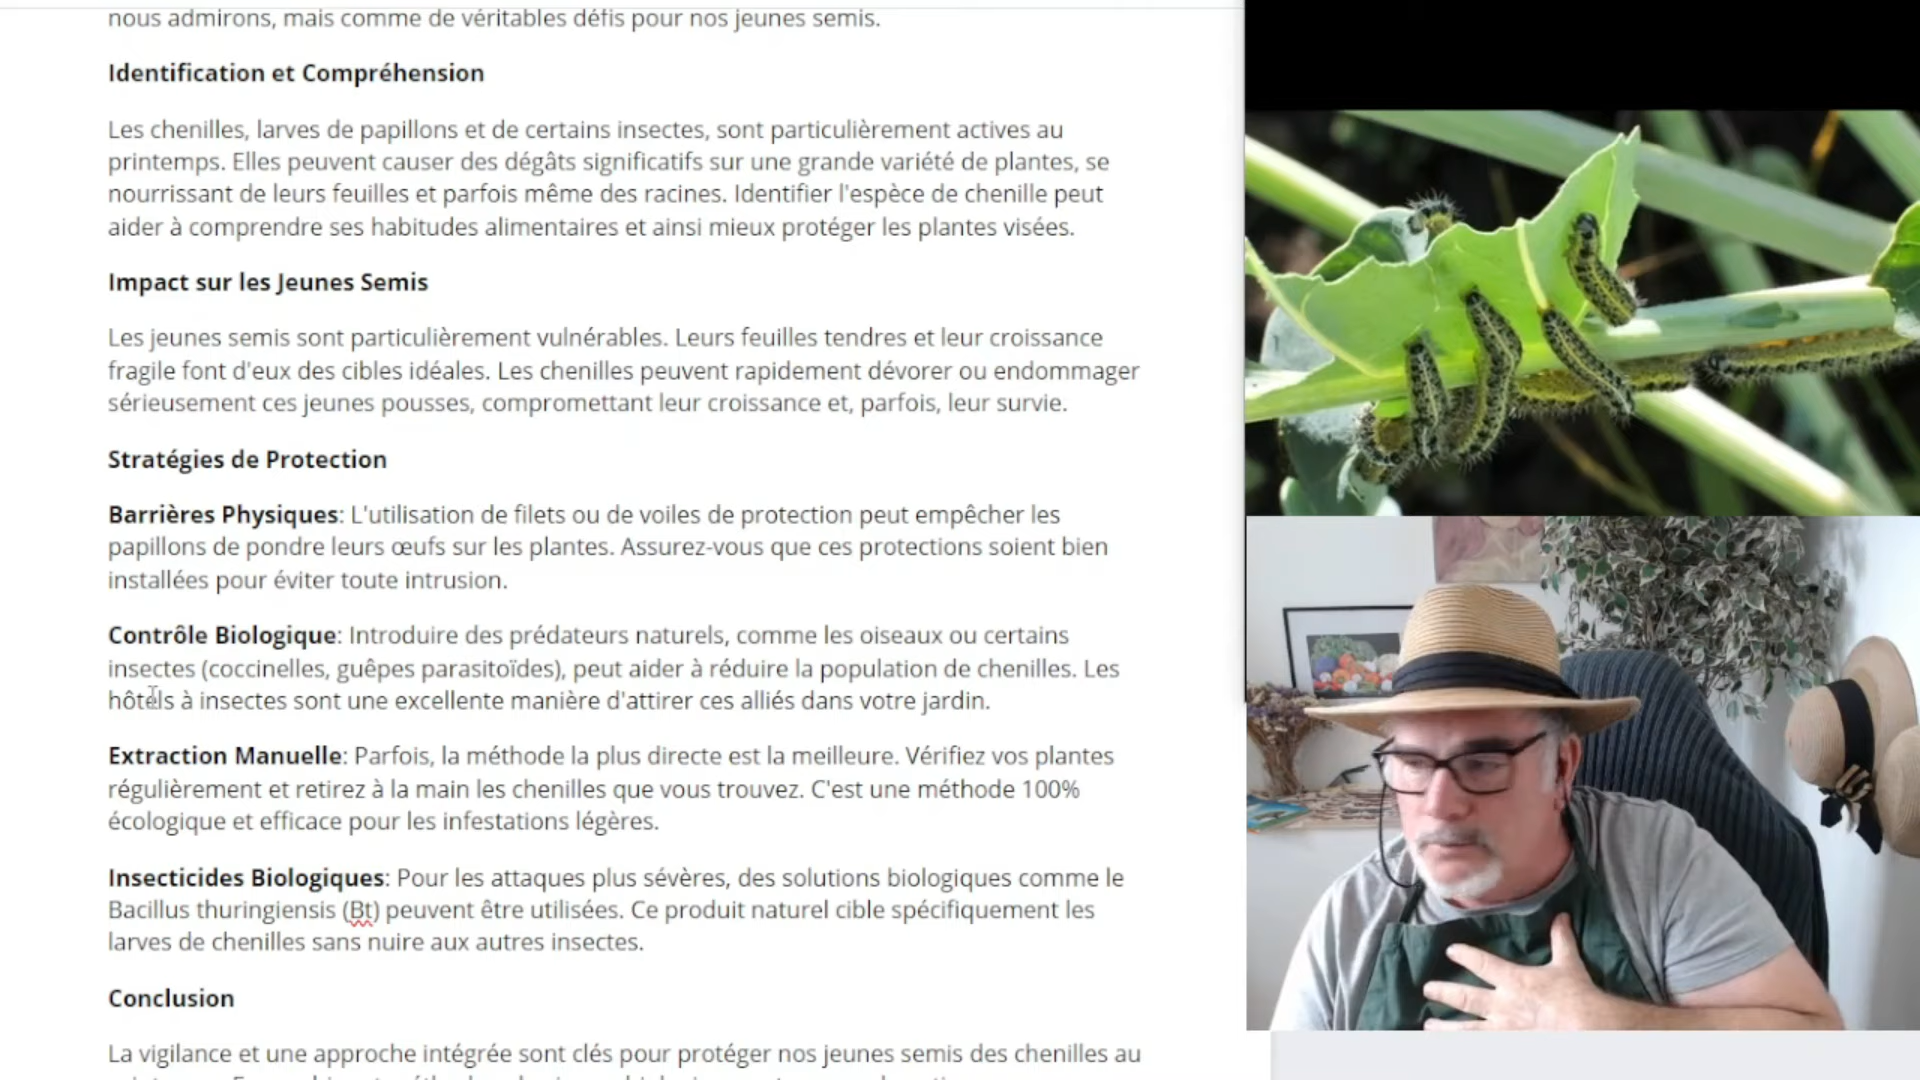 nous admirons, mais comme de véritables défis pour nos jeunes semis.
Identification et Compréhension
Les chenilles, larves de papillons et de certains insectes, sont particulièrement actives au
printemps. Elles peuvent causer des dégâts significatifs sur une grande variété de plantes, se
nourrissant de leurs feuilles et parfois même des racines. Identifier l'espèce de chenille peut
aider à comprendre ses habitudes alimentaires et ainsi mieux protéger les plantes visées.
Impact sur les Jeunes Semis
Les jeunes semis sont particulièrement vulnérables. Leurs feuilles tendres et leur croissance
fragile font d'eux des cibles idéales. Les chenilles peuvent rapidement dévorer ou endommager
sérieusement ces jeunes pousses, compromettant leur croissance et, parfois, leur survie.
Stratégies de Protection
Barrières Physiques: L'utilisation de filets ou de voiles de protection peut empêcher les
papillons de pondre leurs œufs sur les plantes. Assurez-vous que ces protections soient bien
installées pour éviter toute intrusion.
Contrôle Biologique: Introduire des prédateurs naturels, comme les oiseaux ou certains
insectes (coccinelles, guêpes parasitoïdes), peut aider à réduire la population de chenilles. Les
hôtels à insectes sont une excellente manière d'attirer ces alliés dans votre jardin.
Extraction Manuelle: Parfois, la méthode la plus directe est la meilleure. Vérifiez vos plantes
régulièrement et retirez à la main les chenilles que vous trouvez. C'est une méthode 100%
écologique et efficace pour les infestations légères.
Insecticides Biologiques: Pour les attaques plus sévères, des solutions biologiques comme le
Bacillus thuringiensis (Bt) peuvent être utilisées. Ce produit naturel cible spécifiquement les
larves de chenilles sans nuire aux autres insectes.
Conclusion
La vigilance et une approche intégrée sont clés pour protéger nos jeunes semis des chenilles au